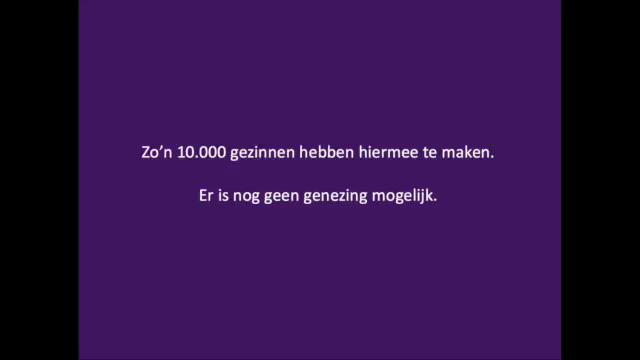 Zo’n 10.000 gezinnen hebben hiermee te maken.
Er is nog geen genezing mogelijk.